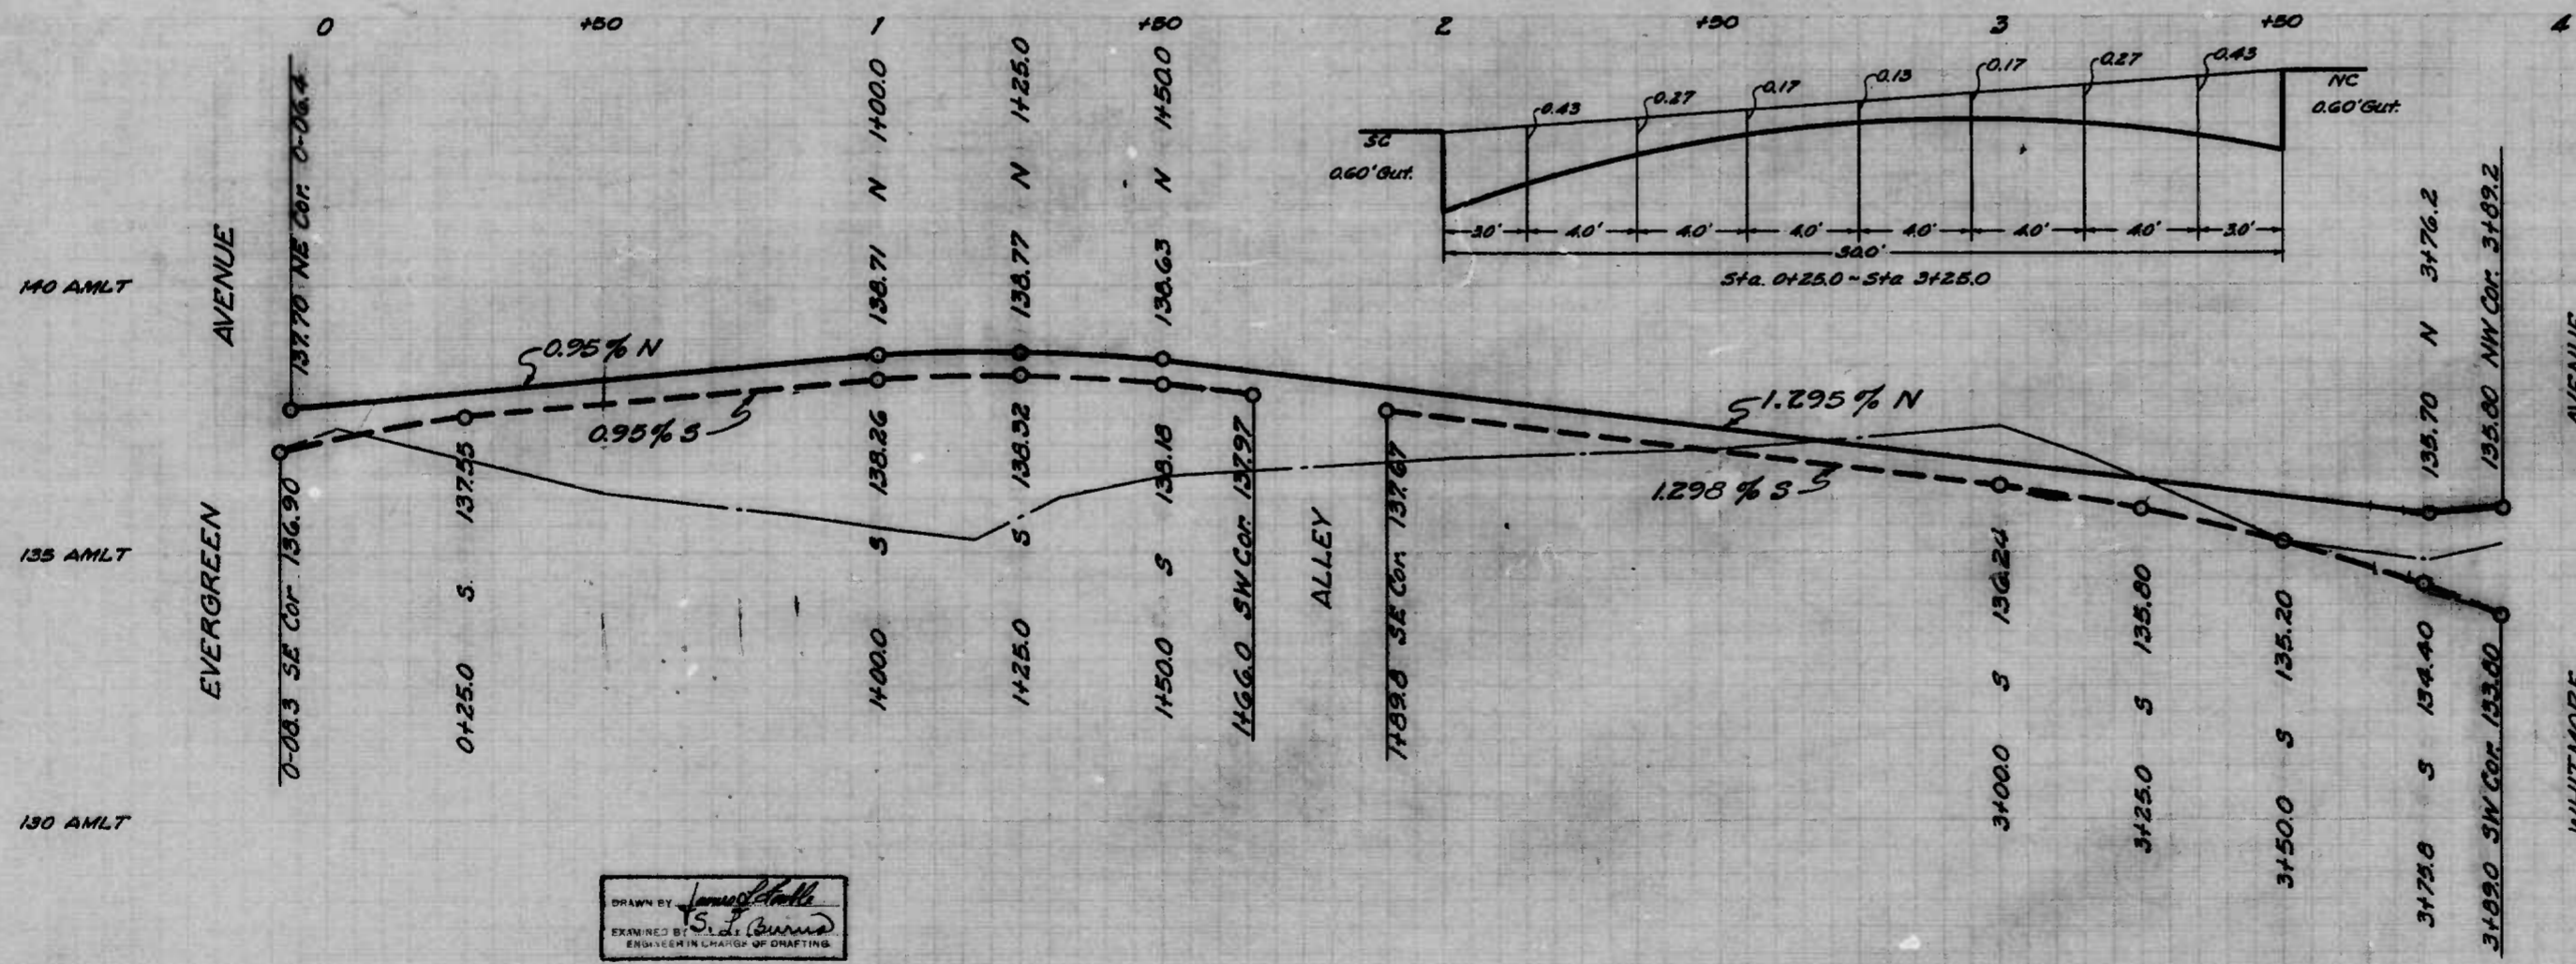 0 +50 1 +50 2 +50 3 +50 4
0.43 0.27 0.17 0.13 0.17 0.27 0.43
SC
0.60' Gut.
NC
0.60' Gut.
3.0' 4.0' 4.0' 4.0' 4.0' 4.0' 4.0' 3.0'
30.0'
Sta. 0+25.0 ~ Sta 3+25.0
140 AMLT
135 AMLT
130 AMLT
EVERGREEN AVENUE
137.70 NE Cor. 0-06.4
138.71 N 1+00.0
138.77 N 1+25.0
138.63 N 1+50.0
135.70 N 3+76.2
135.80 NW Cor. 3+89.2
0.95% N
0.95% S
1.295% N
1.298% S
0-08.3 SE Cor 136.90
0+25.0 S. 137.55
1+00.0 S 138.26
1+25.0 S 138.32
1+50.0 S 138.18
1+66.0 SW Cor. 137.97
ALLEY
1+89.8 SE Cor. 137.67
3+00.0 S 136.24
3+25.0 S 135.80
3+50.0 S 135.20
3+75.8 S 134.40
3+89.0 SW Cor. 133.80
AVENUE
DRAWN BY James
EXAMINED BY S. L. Burns
ENGINEER IN CHARGE OF DRAFTING